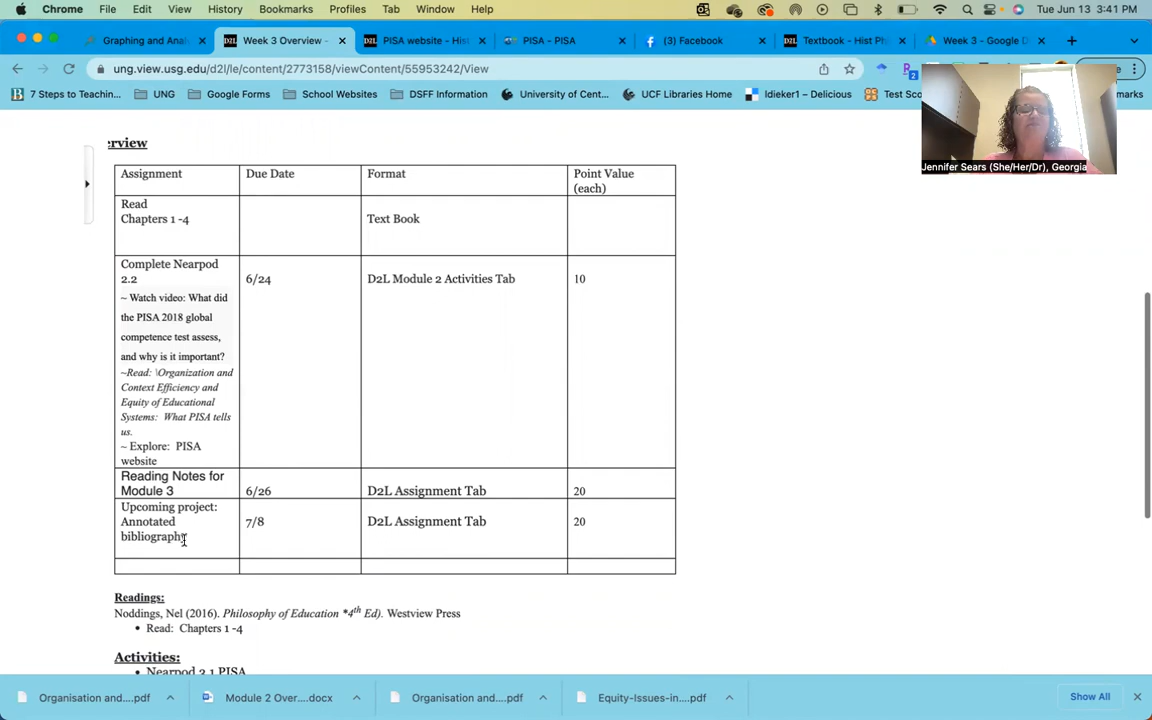 Chrome File Edit View History Bookmarks Profiles Tab Window Help Tue Jun 13 3:41 PM
Graphing and Anal Week 3 Overview - PISA website - Hist PISA - PISA (3) Facebook Textbook - Hist Ph Week 3 - Google D
ung.view.usg.edu/d2l/le/content/2773158/viewContent/55953242/View
7 Steps to Teachin... UNG Google Forms School Websites DSFF Information University of Cent... UCF Libraries Home ldieker1 – Delicious Test Sco
Jennifer Sears (She/Her/Dr), Georgia
rview
Assignment Due Date Format Point Value
(each)
Read
Chapters 1 -4 Text Book
Complete Nearpod
2.2 6/24 D2L Module 2 Activities Tab 10
~ Watch video: What did
the PISA 2018 global
competence test assess,
and why is it important?
~Read: \Organization and
Context Efficiency and
Equity of Educational
Systems: What PISA tells
us.
~ Explore: PISA
website
Reading Notes for
Module 3 6/26 D2L Assignment Tab 20
Upcoming project:
Annotated 7/8 D2L Assignment Tab 20
bibliography
Readings:
Noddings, Nel (2016). Philosophy of Education *4th Ed). Westview Press
• Read: Chapters 1 -4
Activities:
• Nearpod 2.1 PISA
Organisation and....pdf Module 2 Over....docx Organisation and....pdf Equity-Issues-in....pdf Show All